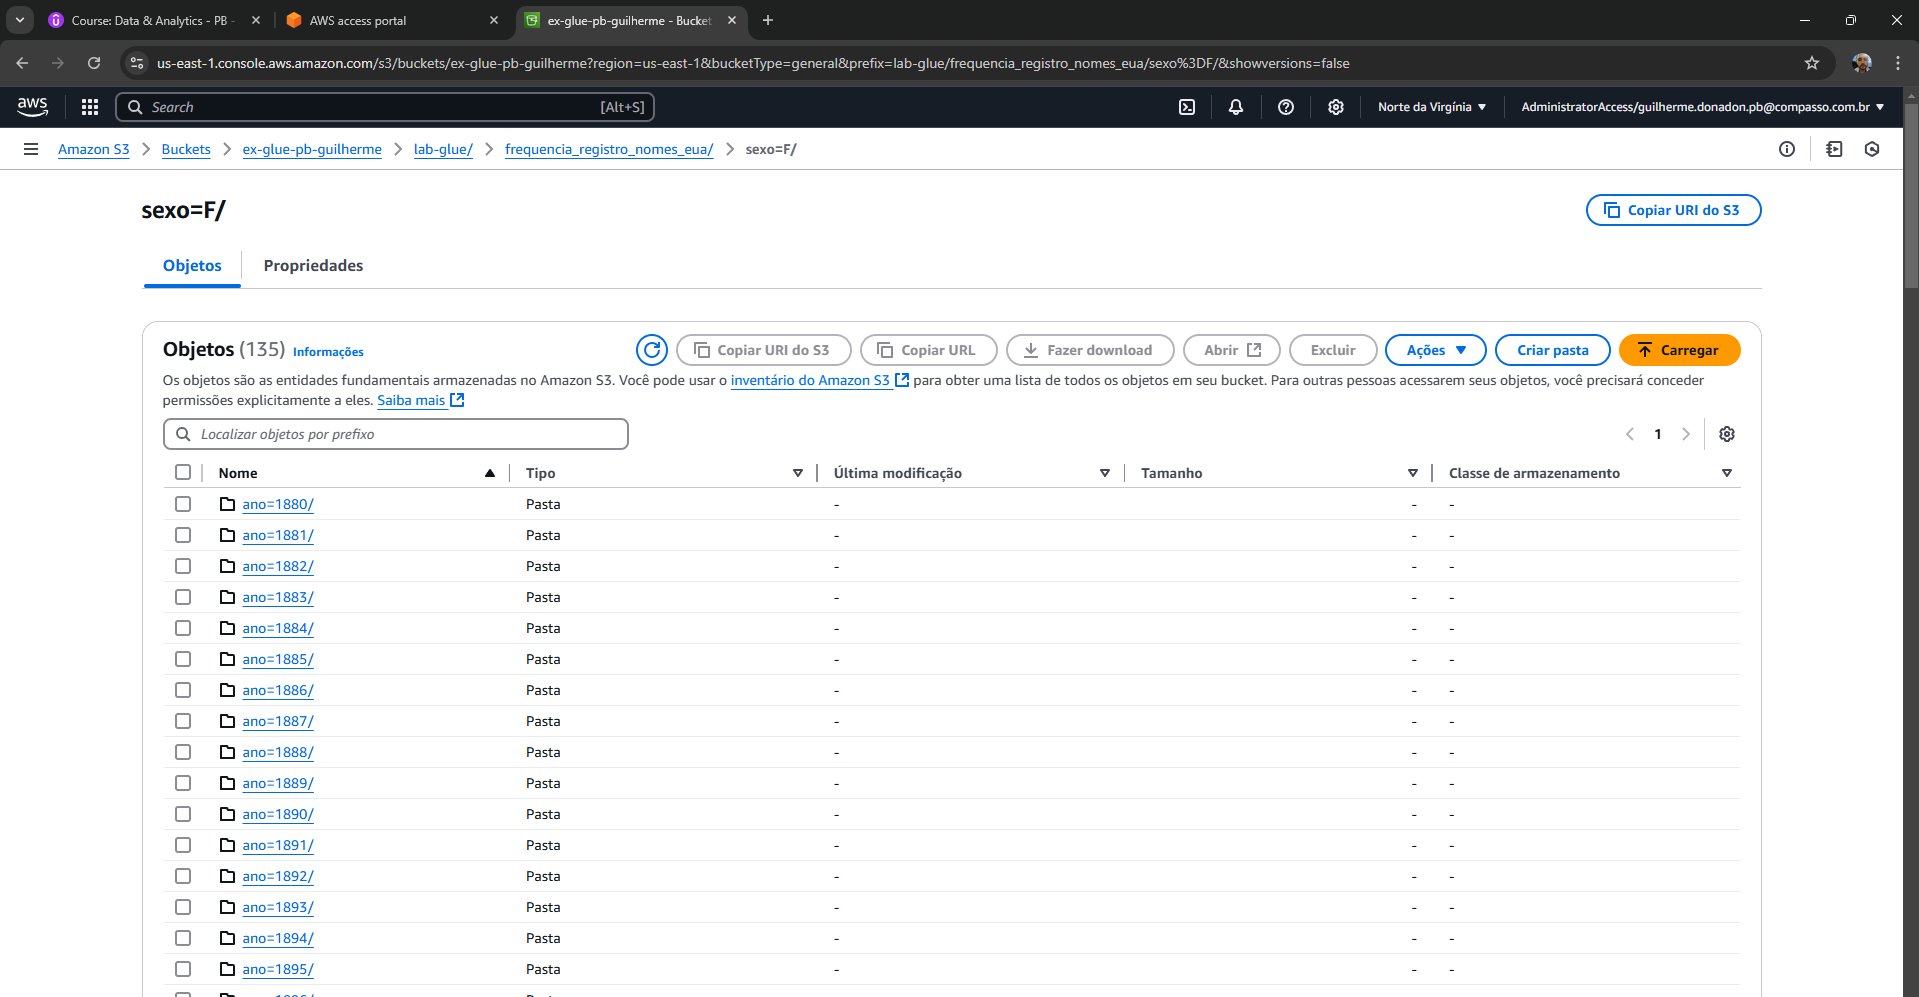 Course: Data & Analytics - PB -
AWS access portal
ex-glue-pb-guilherme - Bucket
us-east-1.console.aws.amazon.com/s3/buckets/ex-glue-pb-guilherme?region=us-east-1&bucketType=general&prefix=lab-glue/frequencia_registro_nomes_eua/sexo%3DF/&showversions=false
aws
Search
[Alt+S]
Norte da Virgínia
AdministratorAccess/guilherme.donadon.pb@compasso.com.br
Amazon S3 > Buckets > ex-glue-pb-guilherme > lab-glue/ > frequencia_registro_nomes_eua/ > sexo=F/
sexo=F/
Copiar URI do S3
Objetos
Propriedades
Objetos (135) Informações
Copiar URI do S3
Copiar URL
Fazer download
Abrir
Excluir
Ações
Criar pasta
Carregar
Os objetos são as entidades fundamentais armazenadas no Amazon S3. Você pode usar o inventário do Amazon S3 para obter uma lista de todos os objetos em seu bucket. Para outras pessoas acessarem seus objetos, você precisará conceder
permissões explicitamente a eles. Saiba mais
Localizar objetos por prefixo
1
Nome Tipo Última modificação Tamanho Classe de armazenamento
ano=1880/ Pasta - - -
ano=1881/ Pasta - - -
ano=1882/ Pasta - - -
ano=1883/ Pasta - - -
ano=1884/ Pasta - - -
ano=1885/ Pasta - - -
ano=1886/ Pasta - - -
ano=1887/ Pasta - - -
ano=1888/ Pasta - - -
ano=1889/ Pasta - - -
ano=1890/ Pasta - - -
ano=1891/ Pasta - - -
ano=1892/ Pasta - - -
ano=1893/ Pasta - - -
ano=1894/ Pasta - - -
ano=1895/ Pasta - - -